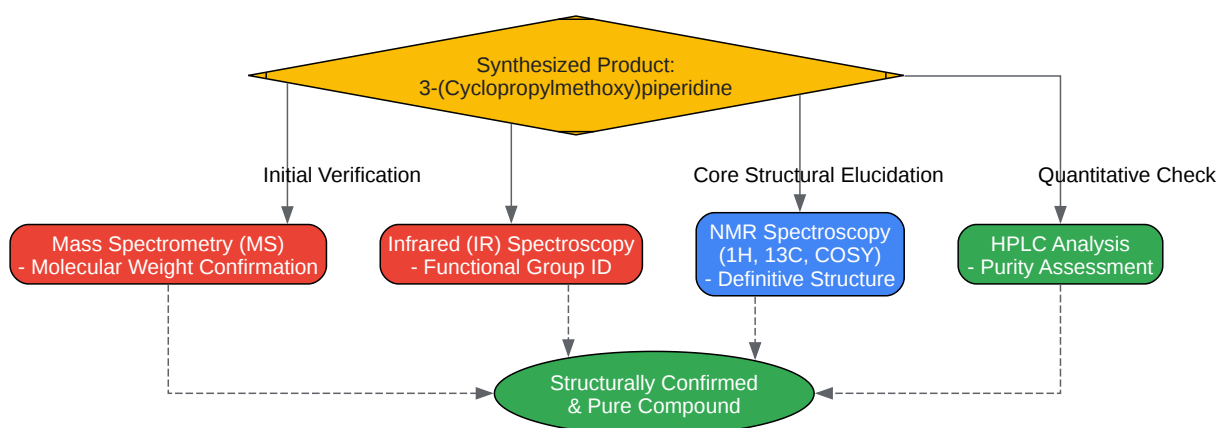 Synthesized Product:
3-(Cyclopropylmethoxy)piperidine
Initial Verification
Core Structural Elucidation
Quantitative Check
Mass Spectrometry (MS)
- Molecular Weight Confirmation
Infrared (IR) Spectroscopy
- Functional Group ID
NMR Spectroscopy
(1H, 13C, COSY)
- Definitive Structure
HPLC Analysis
- Purity Assessment
Structurally Confirmed
& Pure Compound